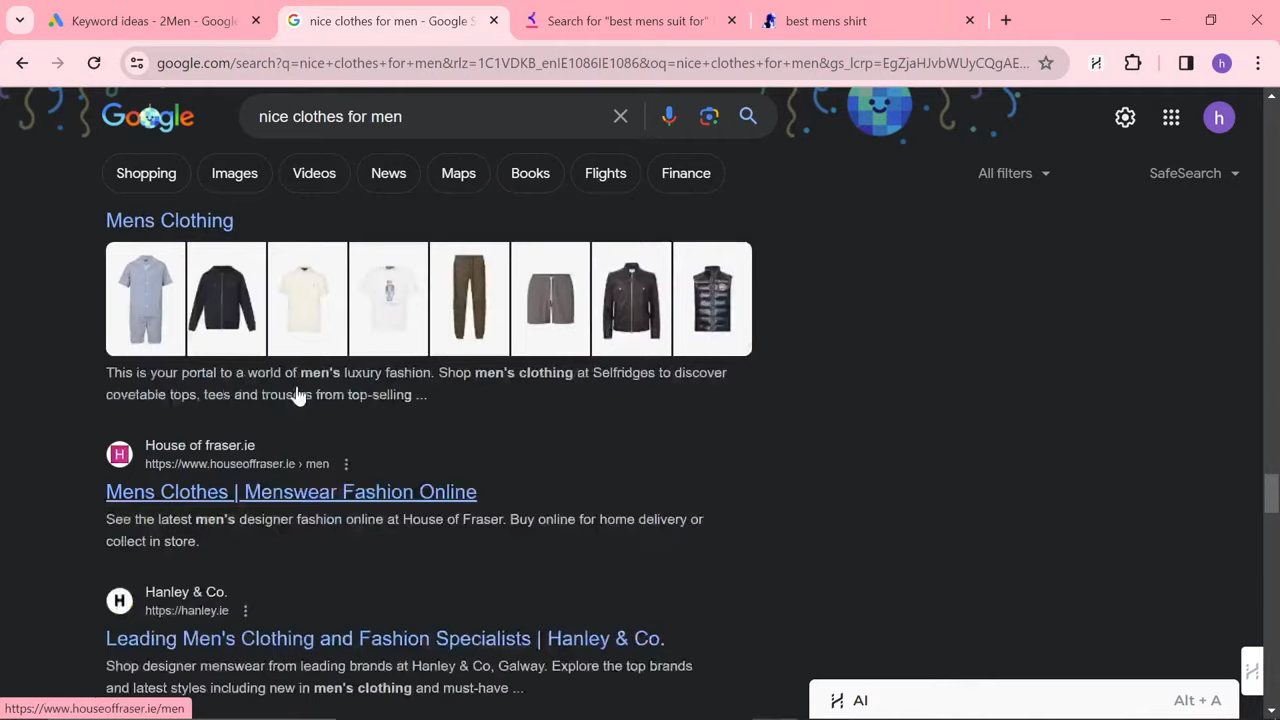 Keyword ideas - 2Men - Google
nice clothes for men - Google S
Search for "best mens suit for"
best mens shirt
google.com/search?q=nice+clothes+for+men&rlz=1C1VDKB_enIE1086IE1086&oq=nice+clothes+for+men&gs_lcrp=EgZjaHJvbWUyCQgAE...
h
Google
nice clothes for men
h
Shopping
Images
Videos
News
Maps
Books
Flights
Finance
All filters
SafeSearch
Mens Clothing
This is your portal to a world of men's luxury fashion. Shop men's clothing at Selfridges to discover
covetable tops, tees and trousers from top-selling ...
House of fraser.ie
https://www.houseoffraser.ie › men
Mens Clothes | Menswear Fashion Online
See the latest men's designer fashion online at House of Fraser. Buy online for home delivery or
collect in store.
Hanley & Co.
https://hanley.ie
Leading Men's Clothing and Fashion Specialists | Hanley & Co.
Shop designer menswear from leading brands at Hanley & Co, Galway. Explore the top brands
and latest styles including new in men's clothing and must-have ...
https://www.houseoffraser.ie/men
AI
Alt + A